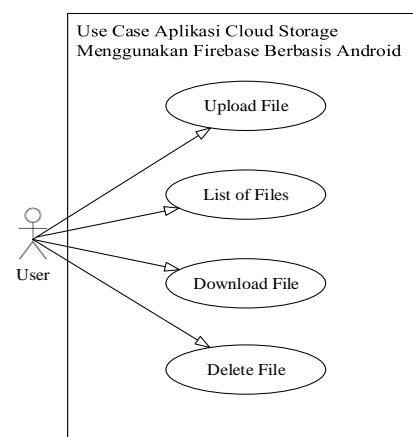 Use Case Aplikasi Cloud Storage
Menggunakan Firebase Berbasis Android
Upload File
List of Files
User
Download File
Delete File